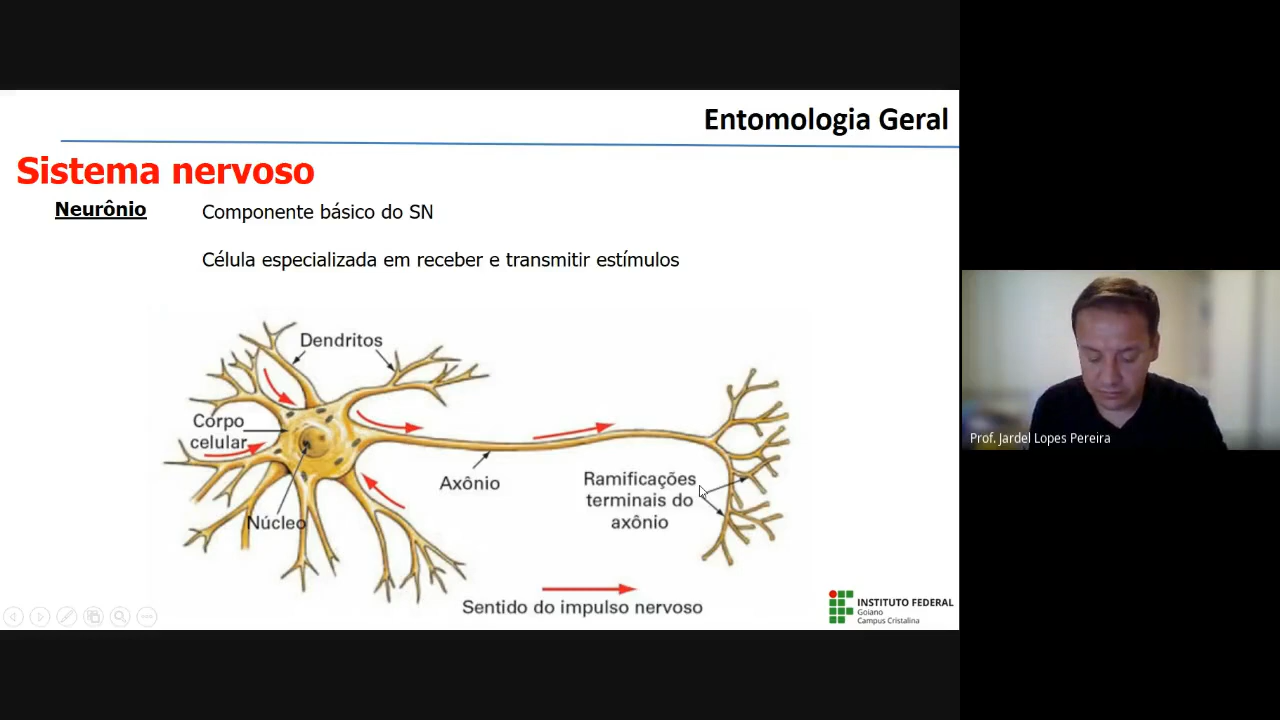 Entomologia Geral
Sistema nervoso
Neurônio
Componente básico do SN
Célula especializada em receber e transmitir estímulos
Dendritos
Corpo
celular
Axônio
Ramificações
terminais do
axônio
Núcleo
Sentido do impulso nervoso
INSTITUTO FEDERAL
Goiano
Campus Cristalina
Prof. Jardel Lopes Pereira